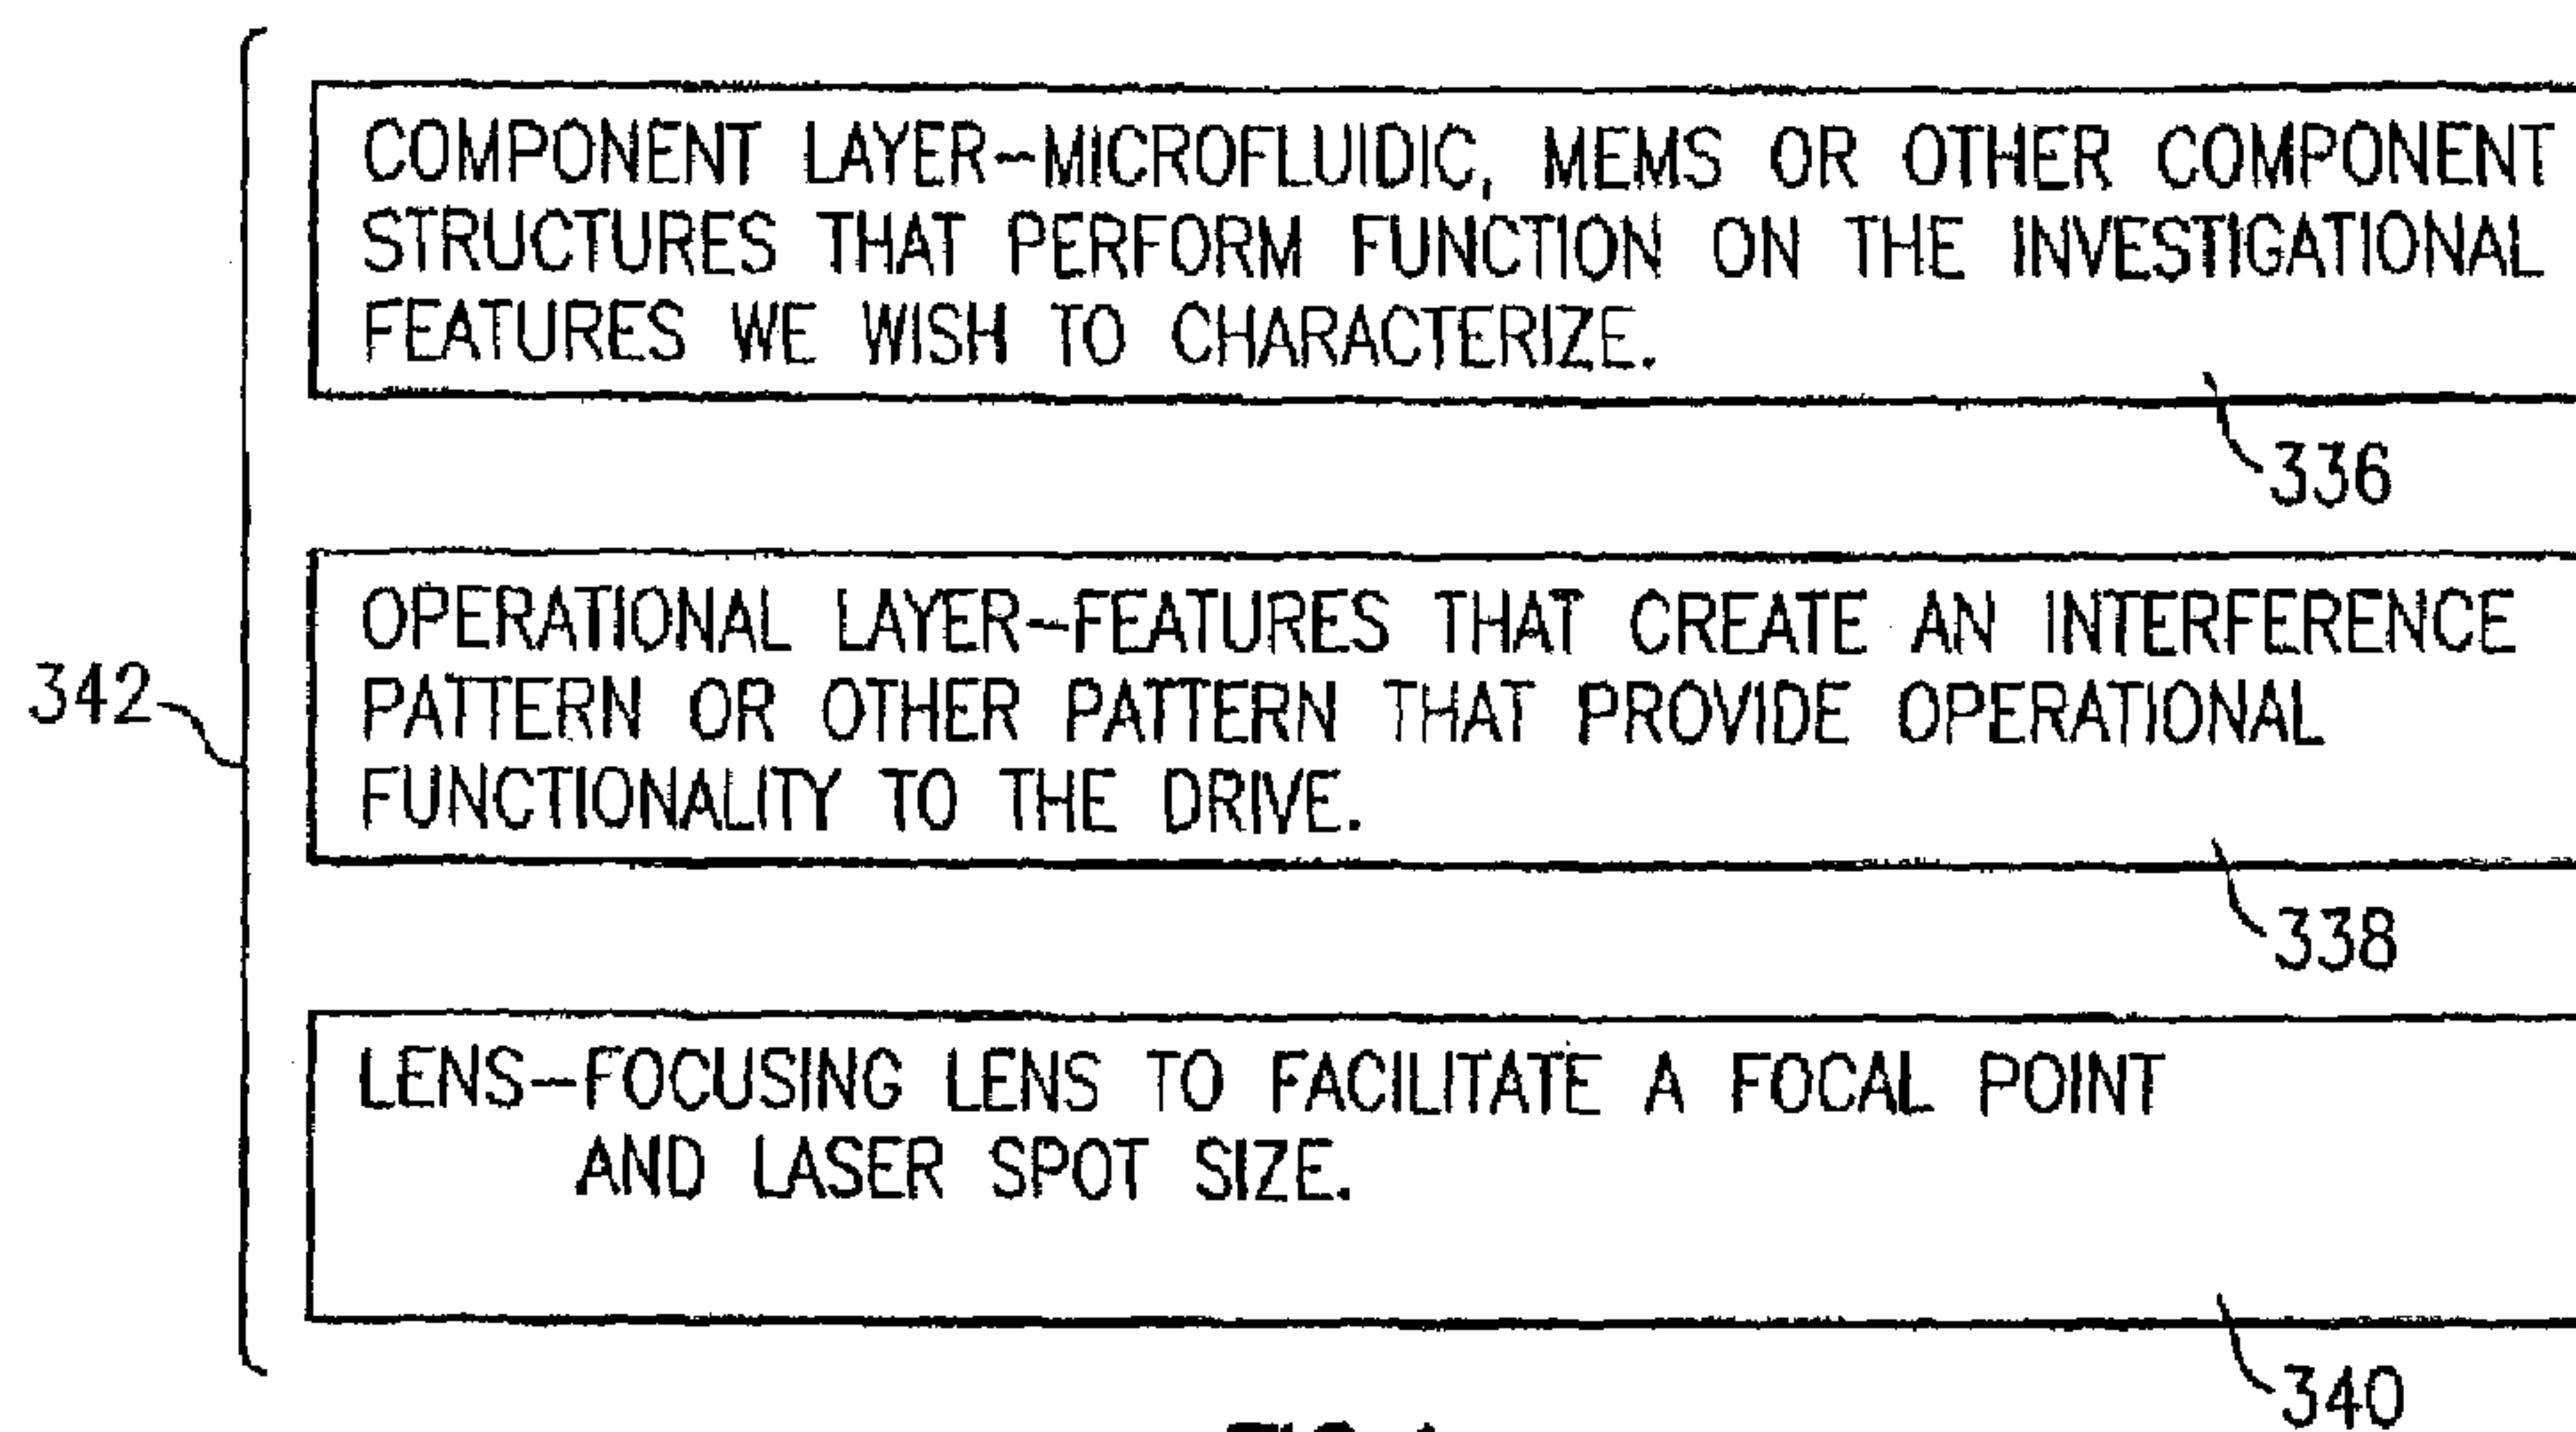 COMPONENT LAYER-MICROFLUIDIC, MEMS OR OTHER COMPONENT
STRUCTURES THAT PERFORM FUNCTION ON THE INVESTIGATIONAL
FEATURES WE WISH TO CHARACTERIZE.
336
OPERATIONAL LAYER-FEATURES THAT CREATE AN INTERFERENCE
PATTERN OR OTHER PATTERN THAT PROVIDE OPERATIONAL
FUNCTIONALITY TO THE DRIVE.
342
338
LENS-FOCUSING LENS TO FACILITATE A FOCAL POINT
AND LASER SPOT SIZE.
340